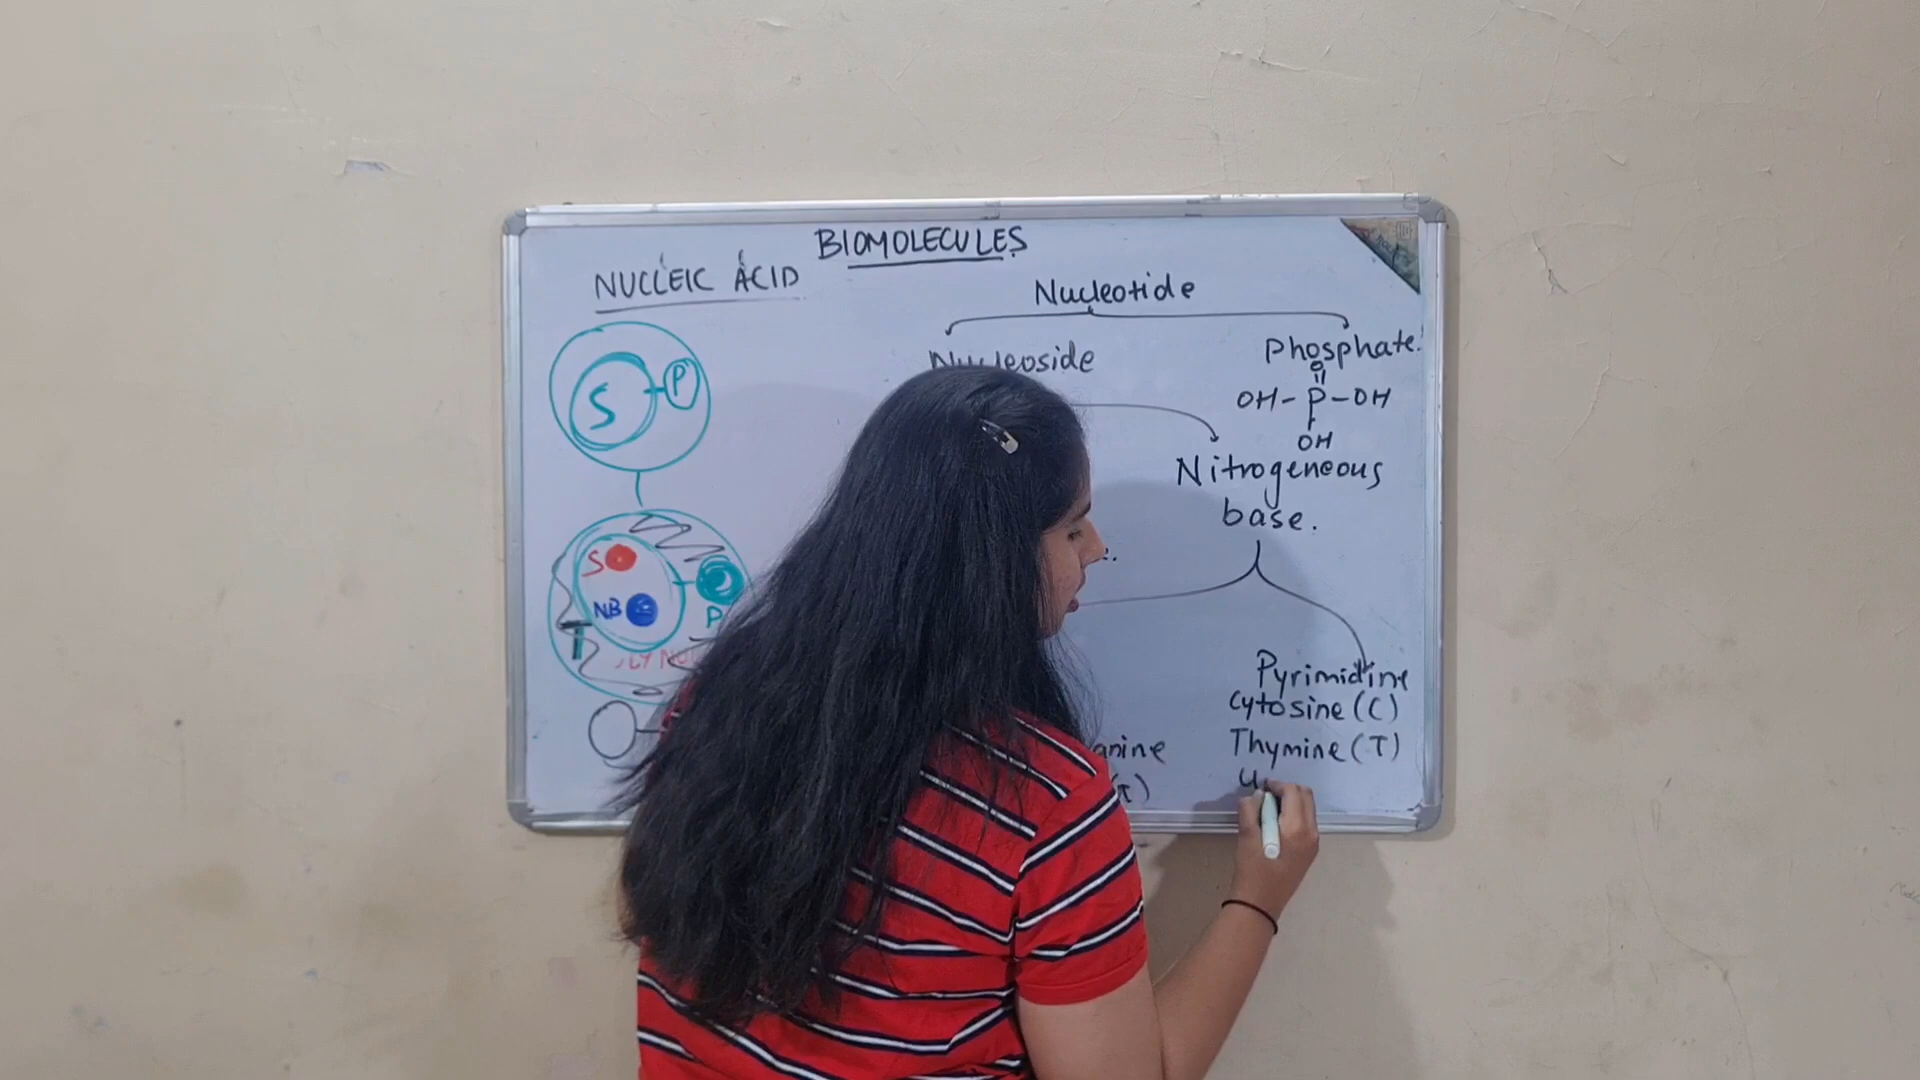 BIOMOLECULES
NUCLEIC ACID
Nucleotide
Nucleoside
Phosphate
O
OH-P-OH
OH
Nitrogeneous
base.
S
P
S
NB
P
T
Pyrimidine
Cytosine (C)
anine
Thymine (T)
U